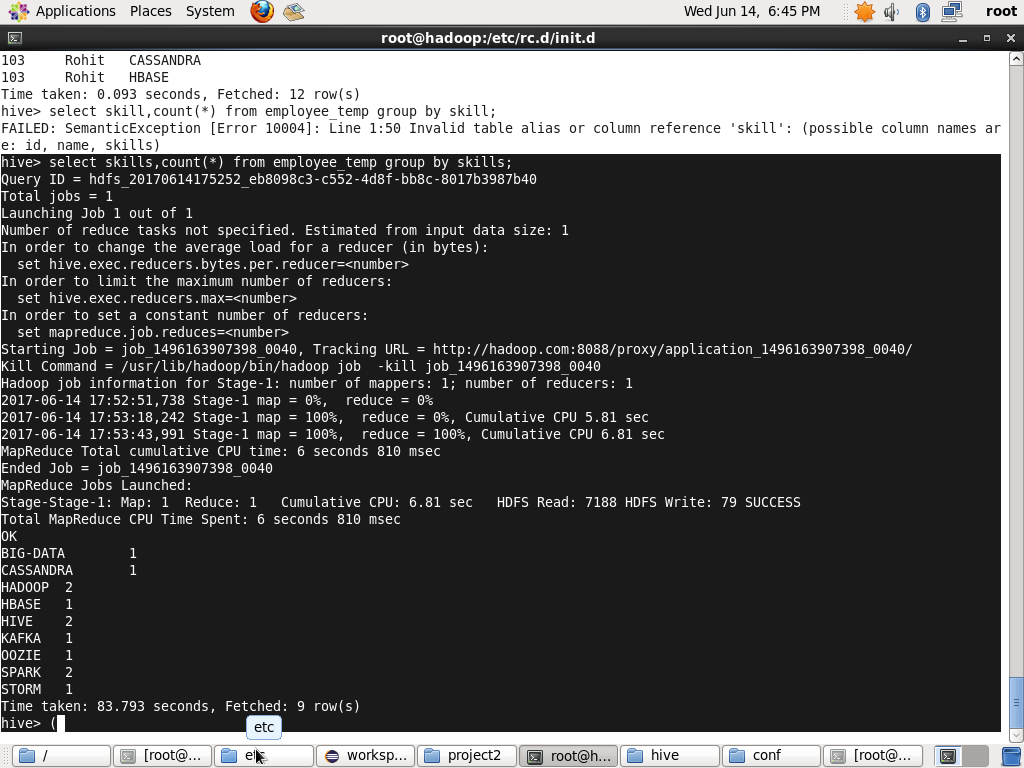 Applications Places System Wed Jun 14, 6:45 PM root
root@hadoop:/etc/rc.d/init.d
103 Rohit CASSANDRA
103 Rohit HBASE
Time taken: 0.093 seconds, Fetched: 12 row(s)
hive> select skill,count(*) from employee_temp group by skill;
FAILED: SemanticException [Error 10004]: Line 1:50 Invalid table alias or column reference 'skill': (possible column names ar
e: id, name, skills)
hive> select skills,count(*) from employee_temp group by skills;
Query ID = hdfs_20170614175252_eb8098c3-c552-4d8f-bb8c-8017b3987b40
Total jobs = 1
Launching Job 1 out of 1
Number of reduce tasks not specified. Estimated from input data size: 1
In order to change the average load for a reducer (in bytes):
  set hive.exec.reducers.bytes.per.reducer=<number>
In order to limit the maximum number of reducers:
  set hive.exec.reducers.max=<number>
In order to set a constant number of reducers:
  set mapreduce.job.reduces=<number>
Starting Job = job_1496163907398_0040, Tracking URL = http://hadoop.com:8088/proxy/application_1496163907398_0040/
Kill Command = /usr/lib/hadoop/bin/hadoop job  -kill job_1496163907398_0040
Hadoop job information for Stage-1: number of mappers: 1; number of reducers: 1
2017-06-14 17:52:51,738 Stage-1 map = 0%,  reduce = 0%
2017-06-14 17:53:18,242 Stage-1 map = 100%,  reduce = 0%, Cumulative CPU 5.81 sec
2017-06-14 17:53:43,991 Stage-1 map = 100%,  reduce = 100%, Cumulative CPU 6.81 sec
MapReduce Total cumulative CPU time: 6 seconds 810 msec
Ended Job = job_1496163907398_0040
MapReduce Jobs Launched:
Stage-Stage-1: Map: 1  Reduce: 1   Cumulative CPU: 6.81 sec   HDFS Read: 7188 HDFS Write: 79 SUCCESS
Total MapReduce CPU Time Spent: 6 seconds 810 msec
OK
BIG-DATA 1
CASSANDRA 1
HADOOP 2
HBASE 1
HIVE 2
KAFKA 1
OOZIE 1
SPARK 2
STORM 1
Time taken: 83.793 seconds, Fetched: 9 row(s)
hive> (
etc
/ [root@... worksp... project2 root@h... hive conf [root@...